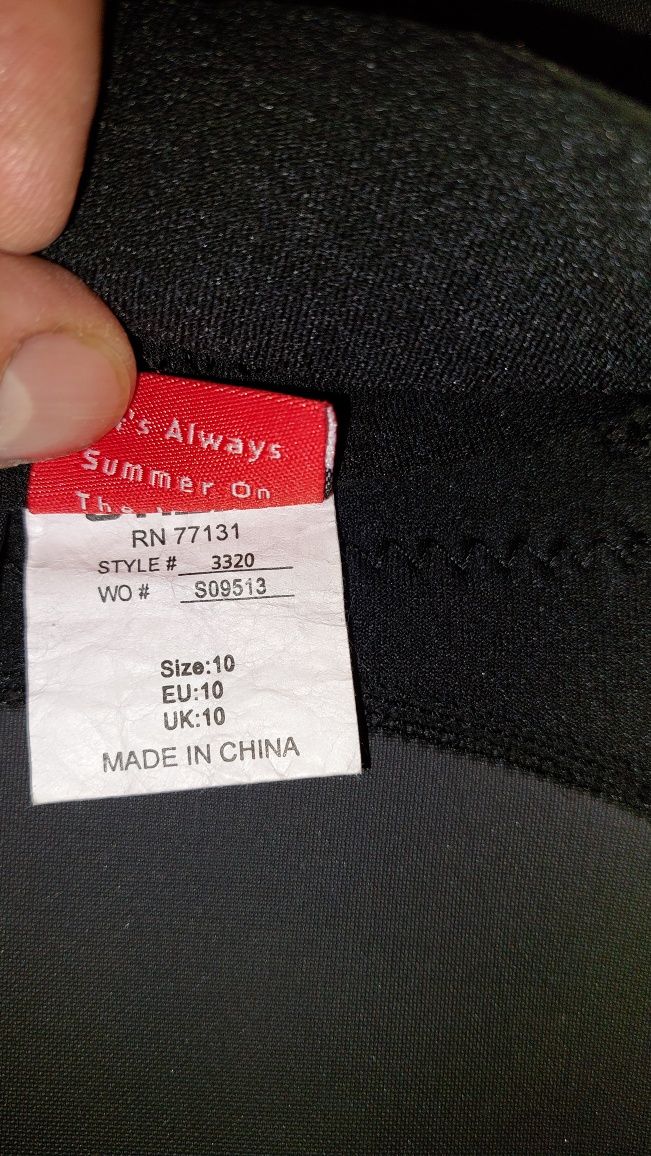 Always
Summer On
RN 77131
STYLE # 3320
WO # S09513
Size:10
EU:10
UK:10
MADE IN CHINA